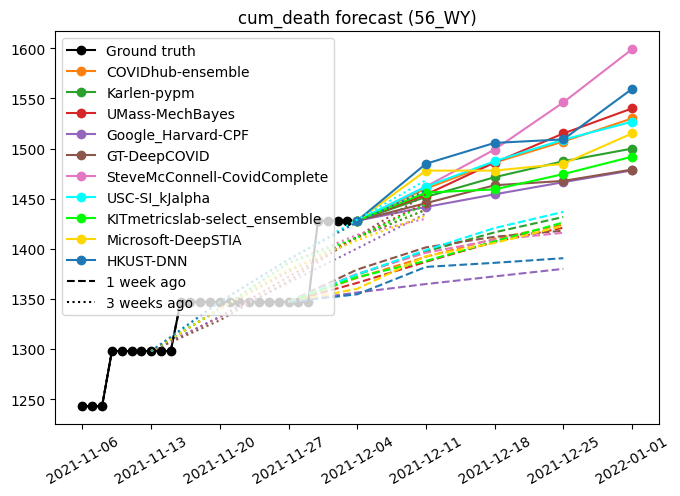 cum_death forecast (56_WY)
1600
1550
1500
1450
1400
1350
1300
1250
Ground truth
COVIDhub-ensemble
Karlen-pypm
UMass-MechBayes
Google_Harvard-CPF
GT-DeepCOVID
SteveMcConnell-CovidComplete
USC-SI_kJalpha
KITmetricslab-select_ensemble
Microsoft-DeepSTIA
HKUST-DNN
1 week ago
3 weeks ago
2021-11-06
2021-11-13
2021-11-20
2021-11-27
2021-12-04
2021-12-11
2021-12-18
2021-12-25
2022-01-01